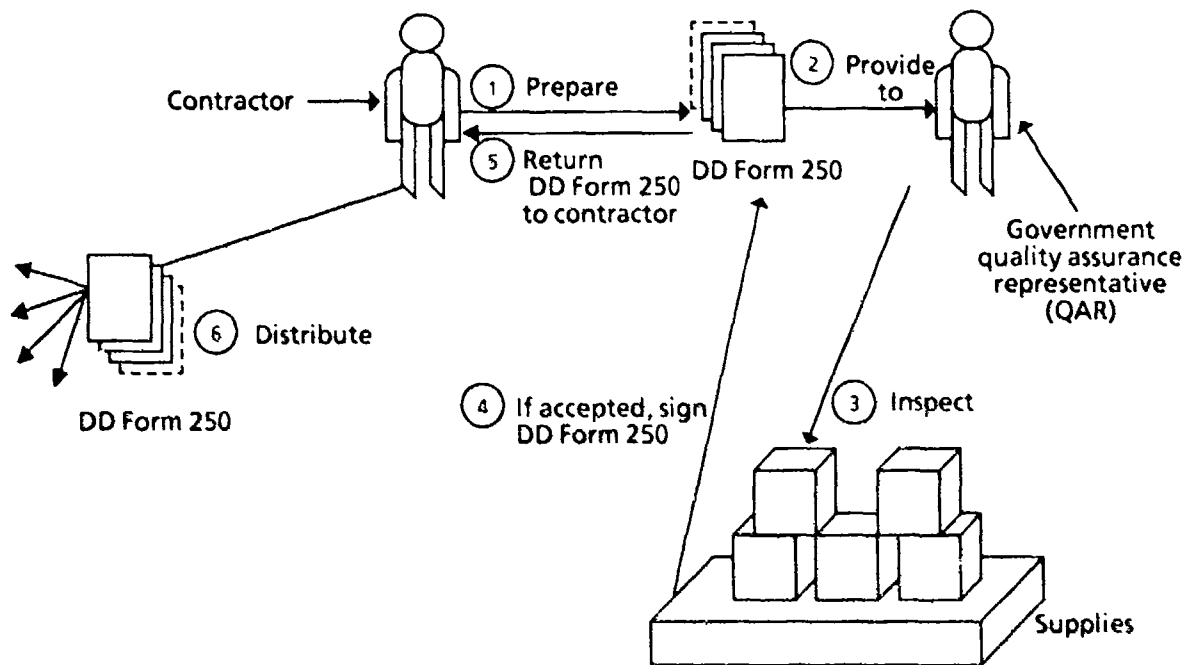 Contractor
1 Prepare
2 Provide
to
5 Return
DD Form 250
to contractor
DD Form 250
Government
quality assurance
representative
(QAR)
6 Distribute
DD Form 250
4 If accepted, sign
DD Form 250
3 Inspect
Supplies